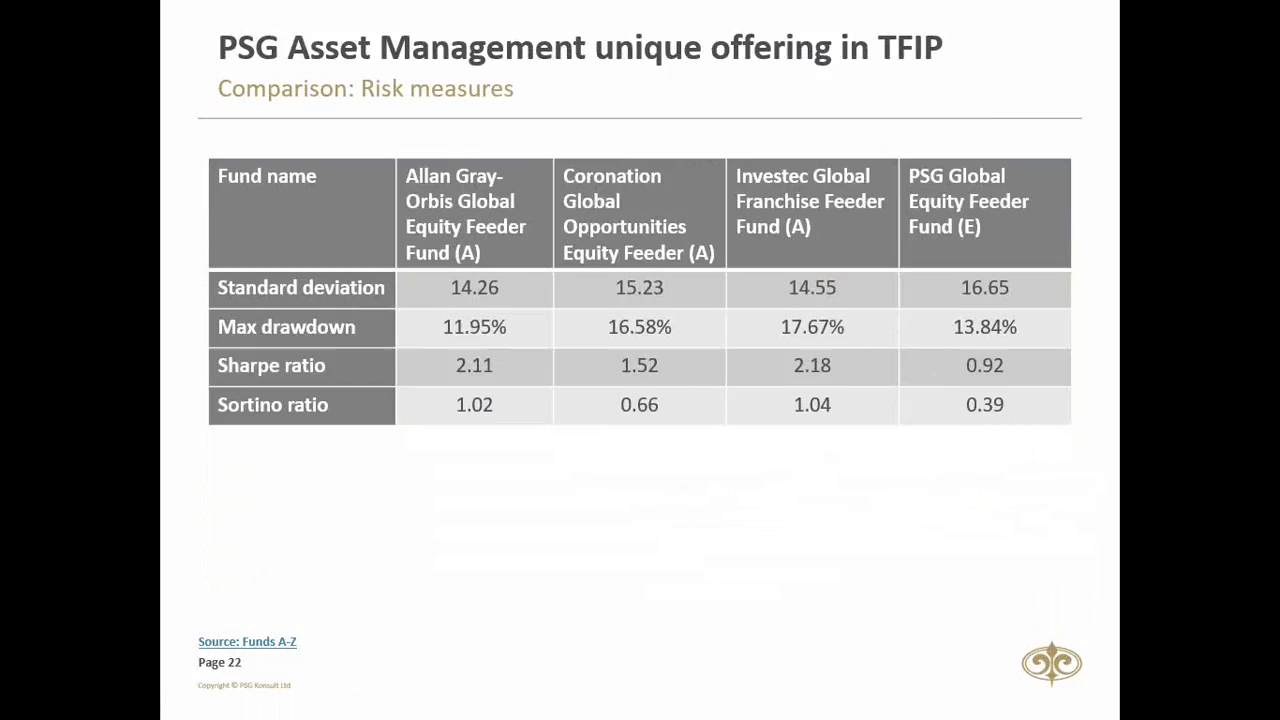 PSG Asset Management unique offering in TFIP
Comparison: Risk measures
Fund name
Allan Gray-
Orbis Global
Equity Feeder
Fund (A)
Coronation
Global
Opportunities
Equity Feeder (A)
Investec Global
Franchise Feeder
Fund (A)
PSG Global
Equity Feeder
Fund (E)
Standard deviation 14.26 15.23 14.55 16.65
Max drawdown 11.95% 16.58% 17.67% 13.84%
Sharpe ratio 2.11 1.52 2.18 0.92
Sortino ratio 1.02 0.66 1.04 0.39
Source: Funds A-Z
Page 22
Copyright © PSG Konsult Ltd